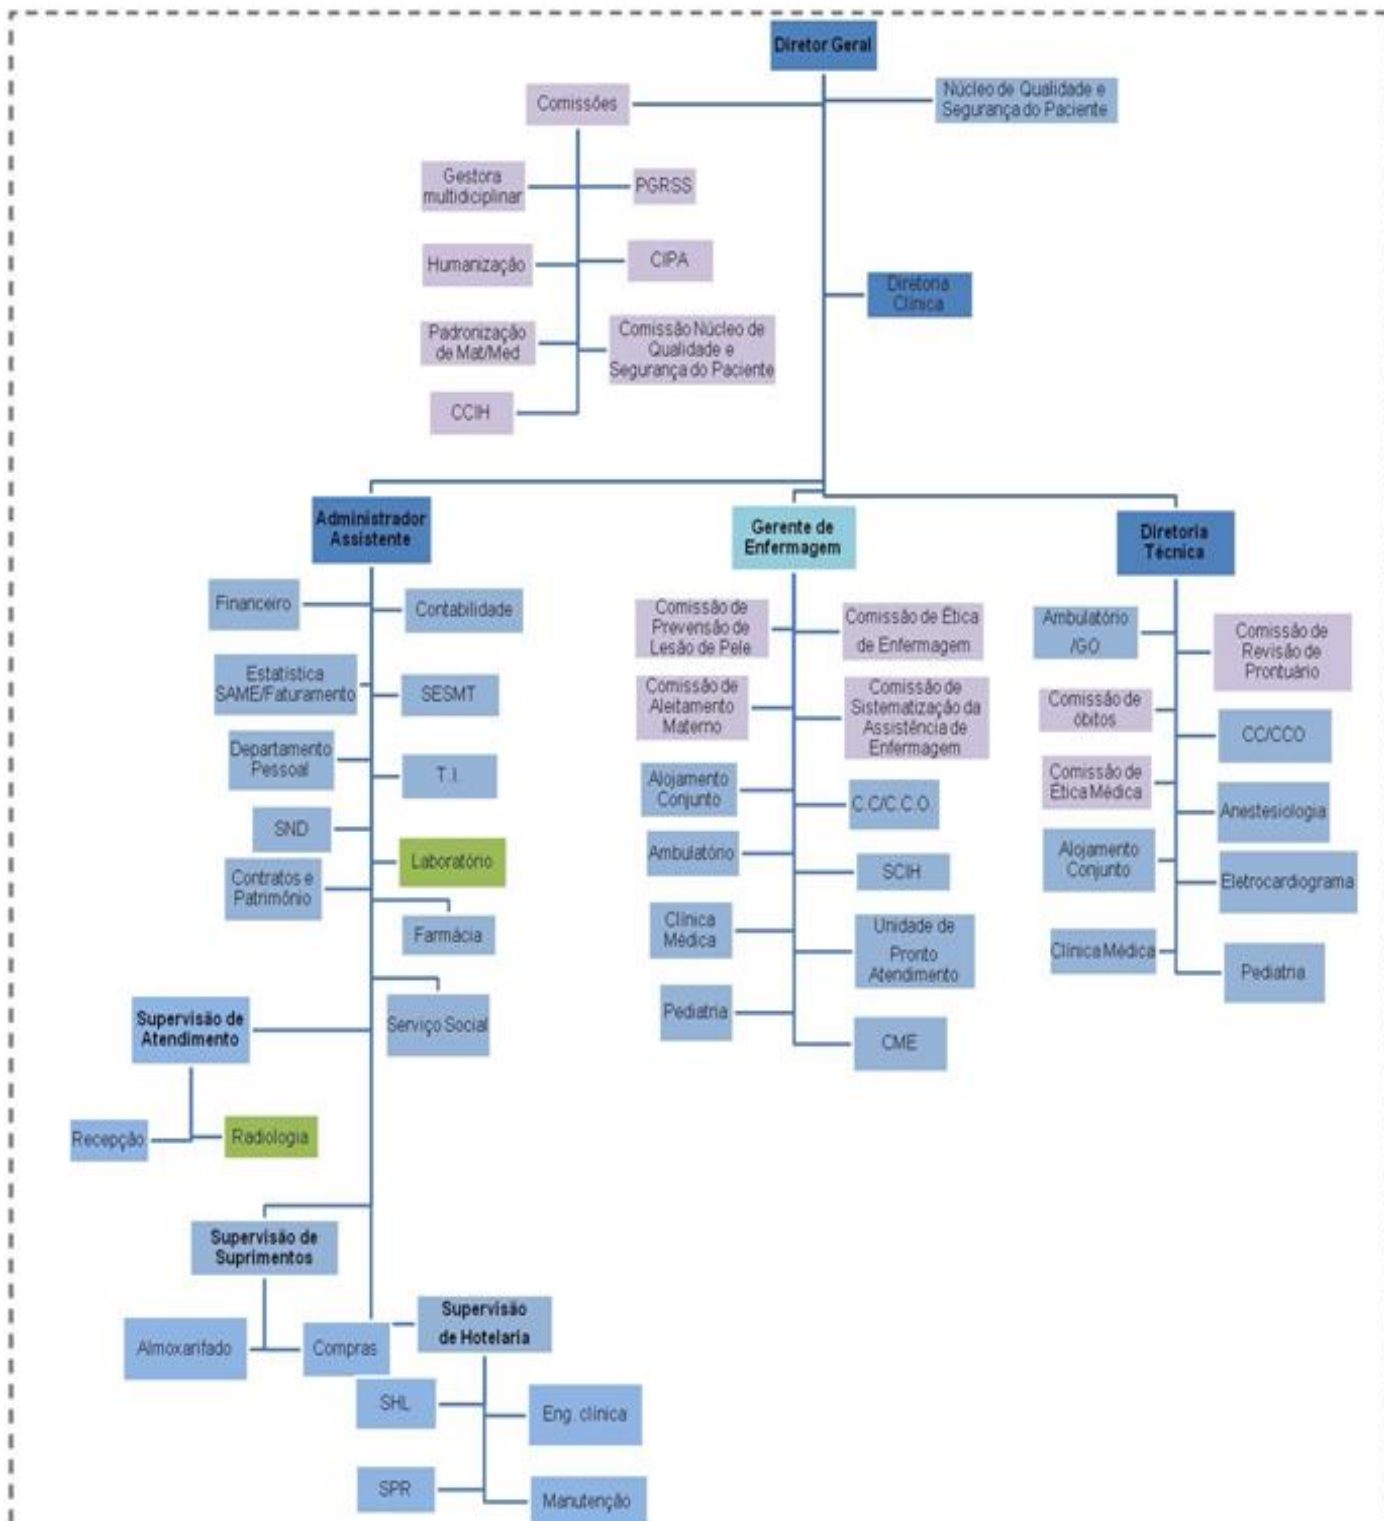 Diretor Geral
Núcleo de Qualidade e
Segurança do Paciente
Comissões
Gestora
multidiciplinar
PGRSS
Humanização
CIPA
Diretoria
Clínica
Padronização
de Mat/Med
Comissão Núcleo de
Qualidade e
Segurança do Paciente
CCIH
Administrador
Assistente
Financeiro
Contabilidade
Estatística
SAME/Faturamento
SESMT
Departamento
Pessoal
T.I.
SND
Laboratório
Contratos e
Patrimônio
Farmácia
Serviço Social
Supervisão de
Atendimento
Recepção
Radiologia
Supervisão de
Suprimentos
Almoxarifado
Compras
Supervisão
de Hotelaria
SHL
Eng. clínica
SPR
Manutenção
Gerente de
Enfermagem
Comissão de
Prevensão de
Lesão de Pele
Comissão de Ética
de Enfermagem
Comissão de
Aleitamento
Materno
Comissão de
Sistematização da
Assistência de
Enfermagem
Alojamento
Conjunto
C.C/C.C.O.
Ambulatório
SCIH
Clínica
Médica
Unidade de
Pronto
Atendimento
Pediatria
CME
Diretoria
Técnica
Ambulatório
/GO
Comissão de
Revisão de
Prontuário
Comissão de
óbitos
CC/CCO
Comissão de
Ética Médica
Anestesiologia
Alojamento
Conjunto
Eletrocardiograma
Clínica Médica
Pediatria